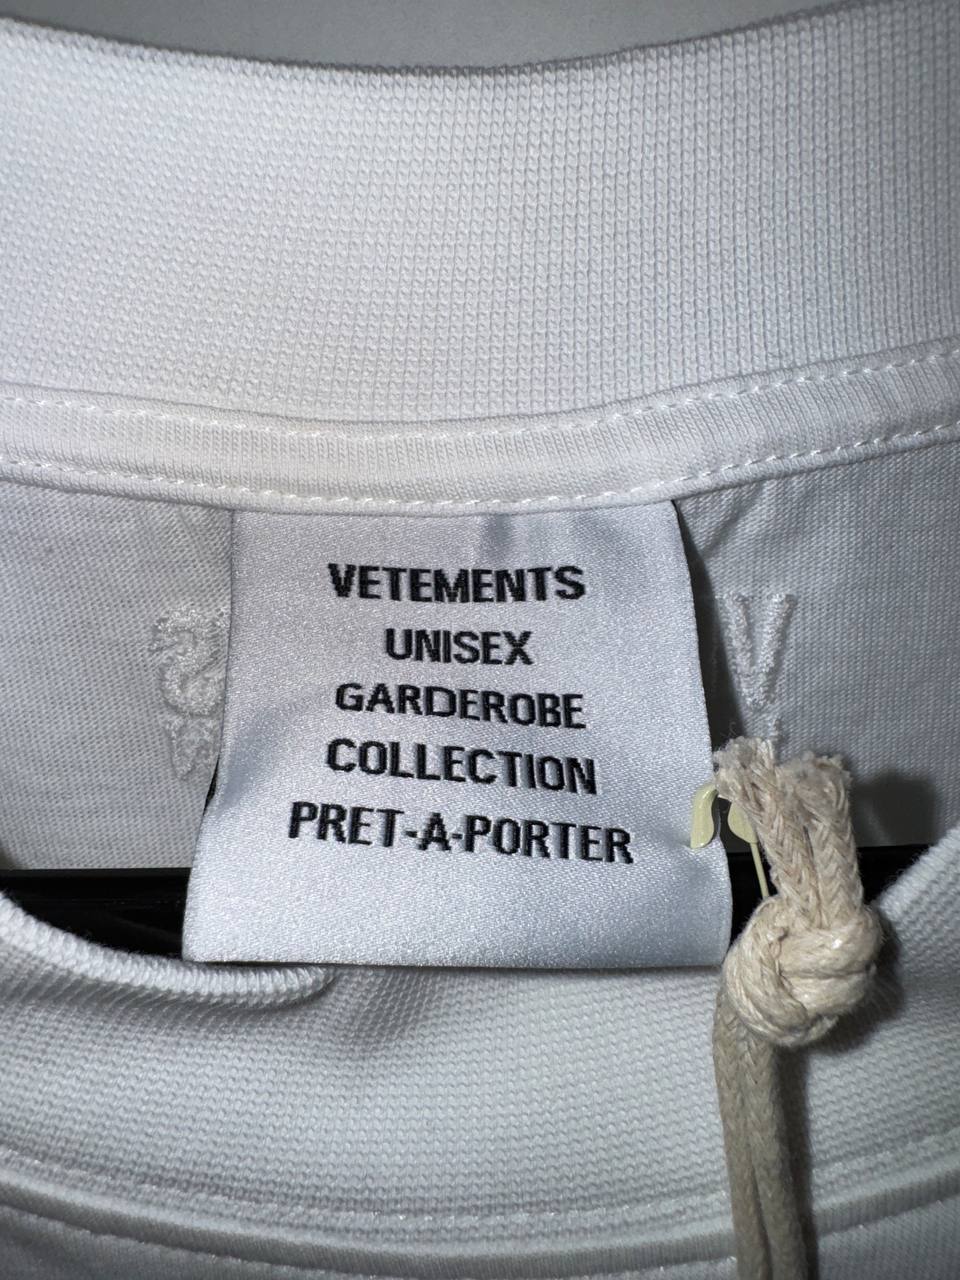 VETEMENTS
UNISEX
GARDEROBE
COLLECTION
PRET-A-PORTER